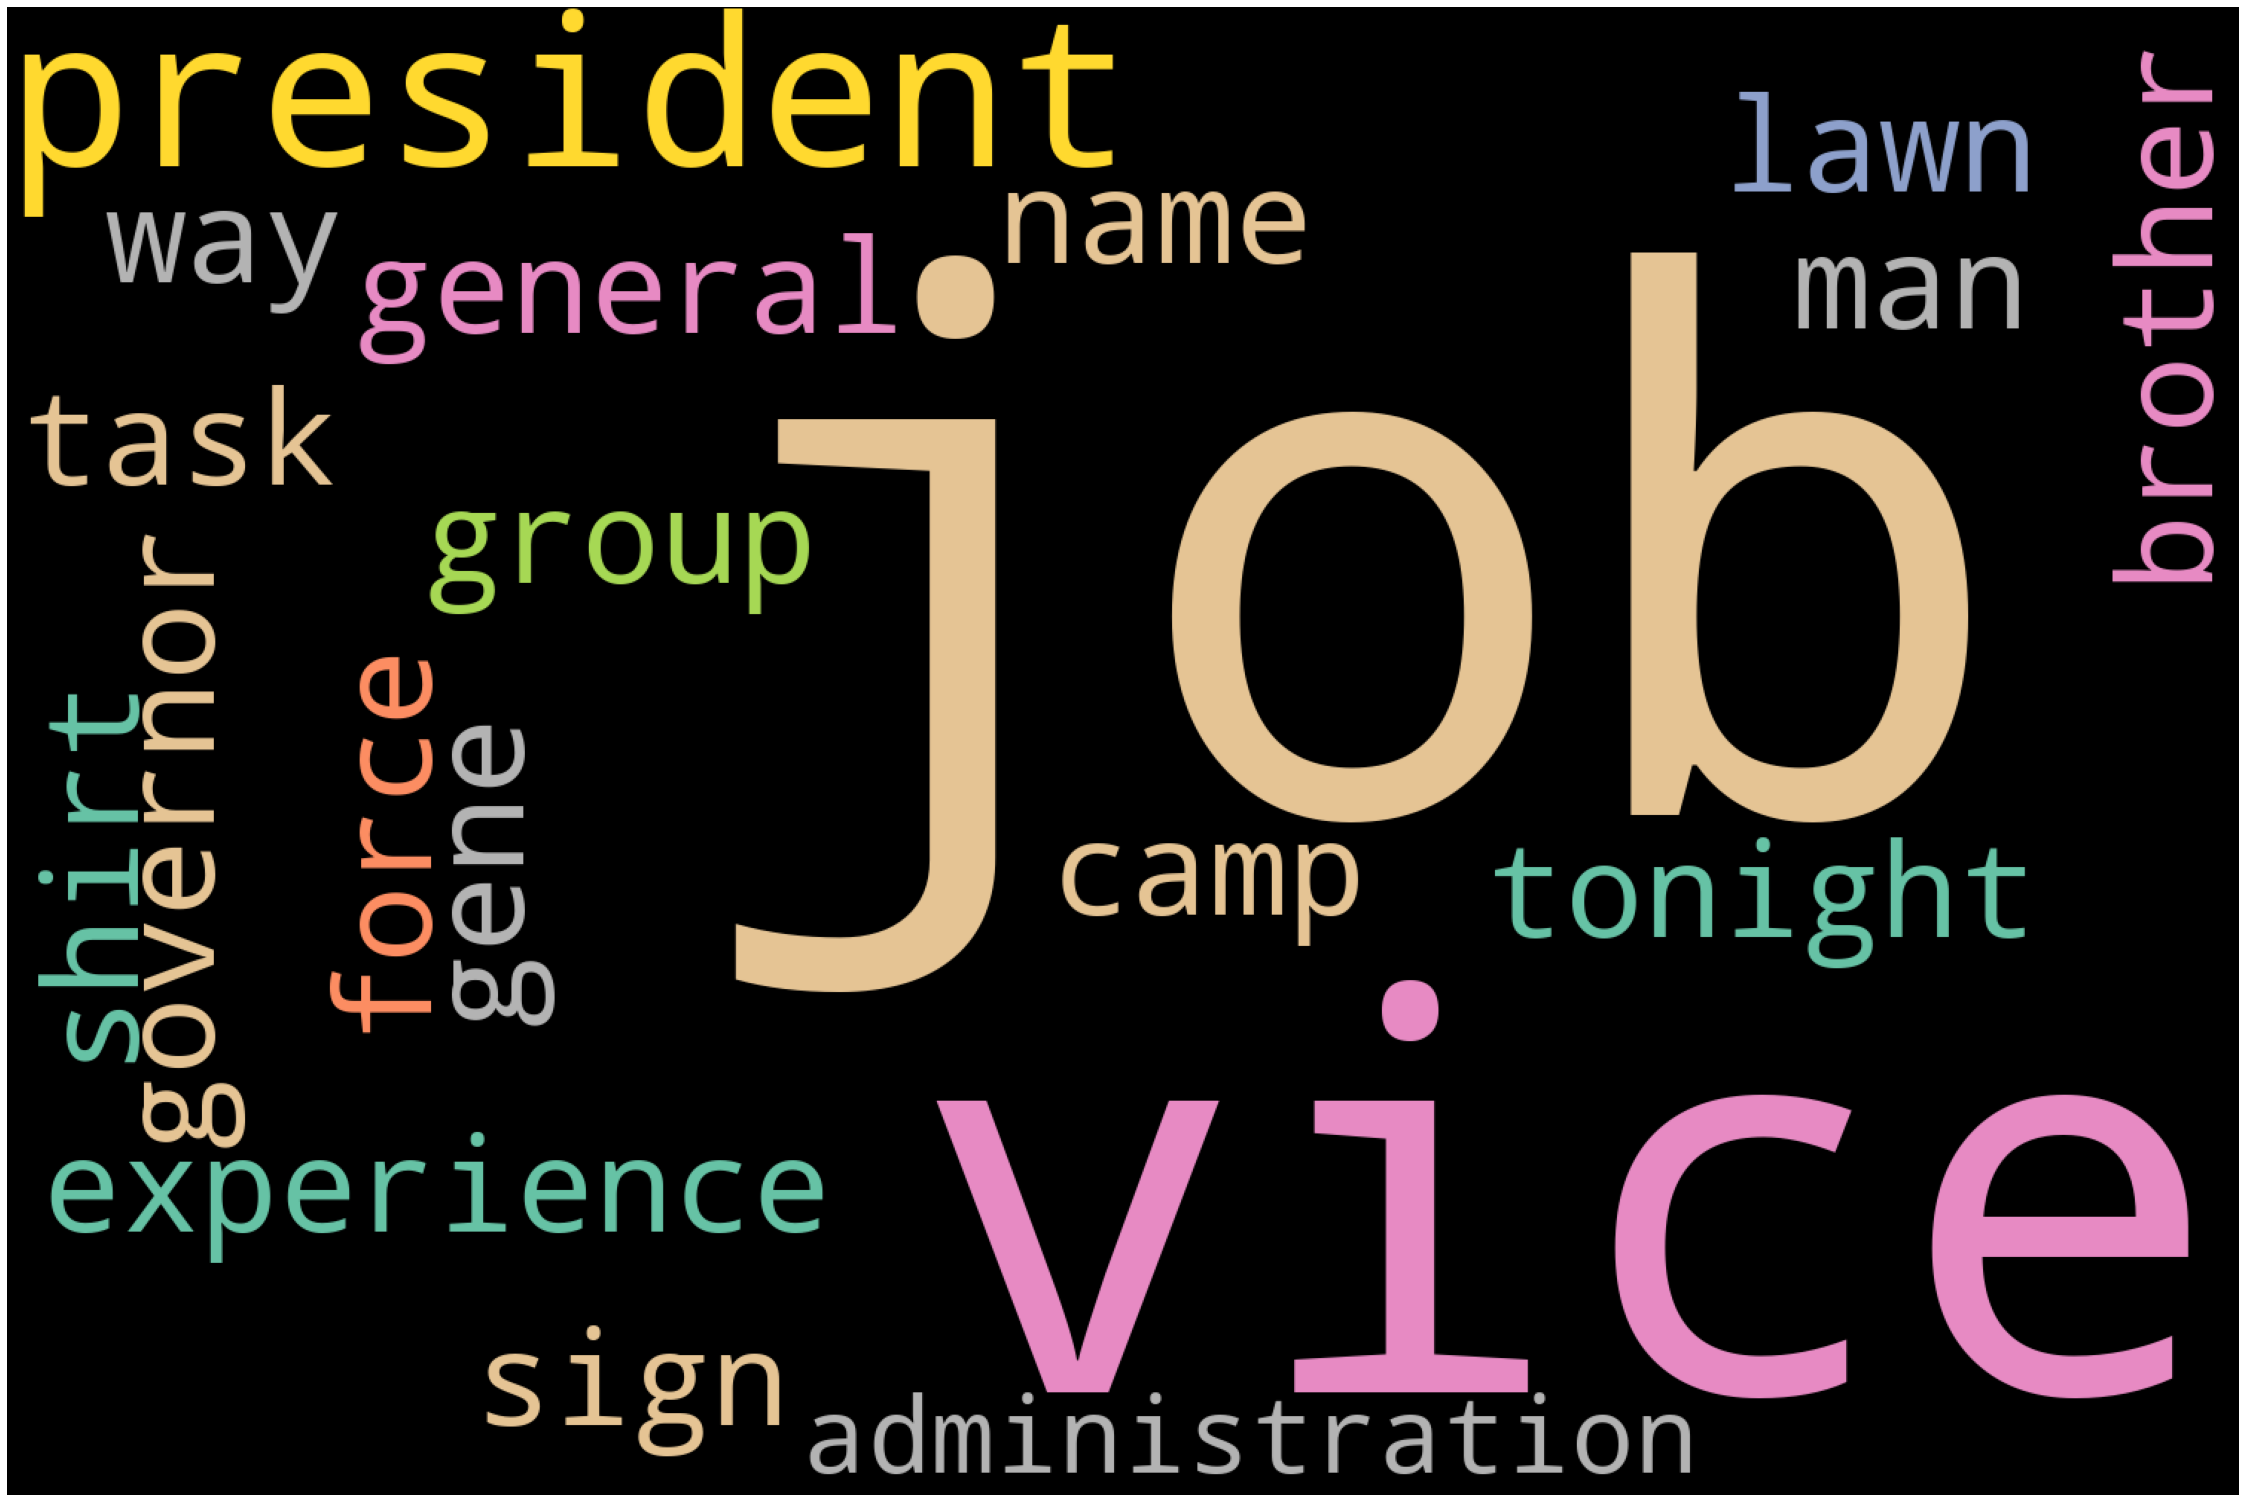 president
lawn
brother
way
name
general
man
job
task
group
governor
shirt
force
gene
camp
tonight
vice
experience
sign
administration